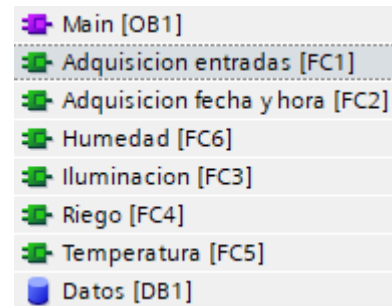 Main [OB1]
Adquisicion entradas [FC1]
Adquisicion fecha y hora [FC2]
Humedad [FC6]
Iluminacion [FC3]
Riego [FC4]
Temperatura [FC5]
Datos [DB1]